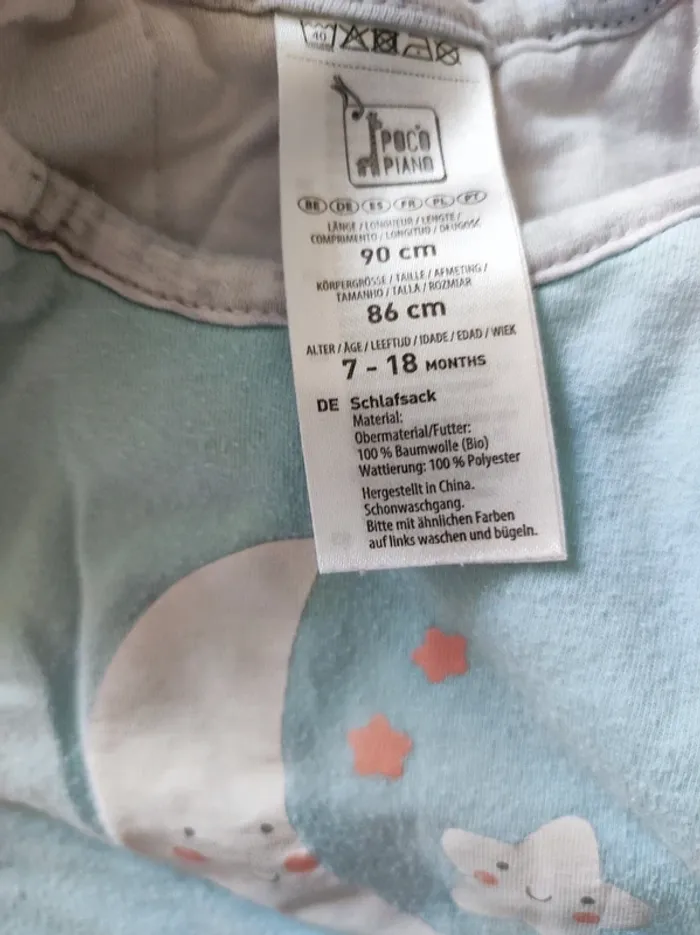 40
POCO
PIANO
BE DE ES FR PL PT
LÄNGE / LONGUEUR / LENGTE /
COMPRIMENTO / LONGITUD / DŁUGOŚĆ
90 cm
KÖRPERGRÖSSE / TAILLE / AFMETING /
TAMANHO / TALLA / ROZMIAR
86 cm
ALTER / ÂGE / LEEFTIJD / IDADE / EDAD / WIEK
7 - 18 MONTHS
DE Schlafsack
Material:
Obermaterial/Futter:
100 % Baumwolle (Bio)
Wattierung: 100 % Polyester
Hergestellt in China.
Schonwaschgang.
Bitte mit ähnlichen Farben
auf links waschen und bügeln.